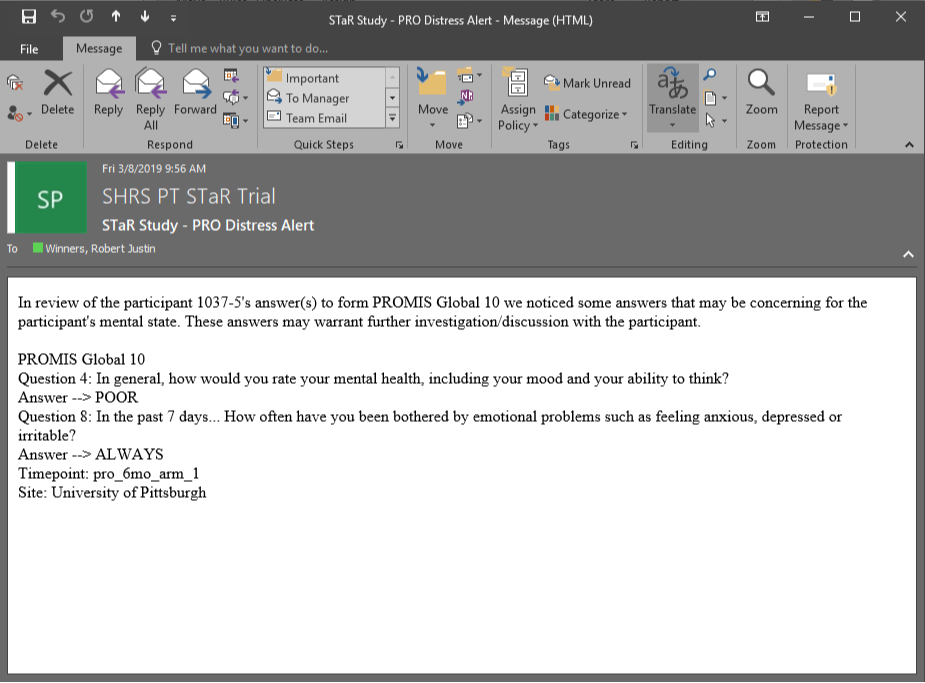 STaR Study - PRO Distress Alert - Message (HTML)
File
Message
Tell me what you want to do...
Delete
Reply
Reply All
Forward
Important
To Manager
Team Email
Move
Assign Policy
Mark Unread
Categorize
Translate
Zoom
Report Message
Delete
Respond
Quick Steps
Move
Tags
Editing
Zoom
Protection
SP
Fri 3/8/2019 9:56 AM
SHRS PT STaR Trial
STaR Study - PRO Distress Alert
To
Winners, Robert Justin
In review of the participant 1037-5's answer(s) to form PROMIS Global 10 we noticed some answers that may be concerning for the
participant's mental state. These answers may warrant further investigation/discussion with the participant.
PROMIS Global 10
Question 4: In general, how would you rate your mental health, including your mood and your ability to think?
Answer --> POOR
Question 8: In the past 7 days... How often have you been bothered by emotional problems such as feeling anxious, depressed or
irritable?
Answer --> ALWAYS
Timepoint: pro_6mo_arm_1
Site: University of Pittsburgh